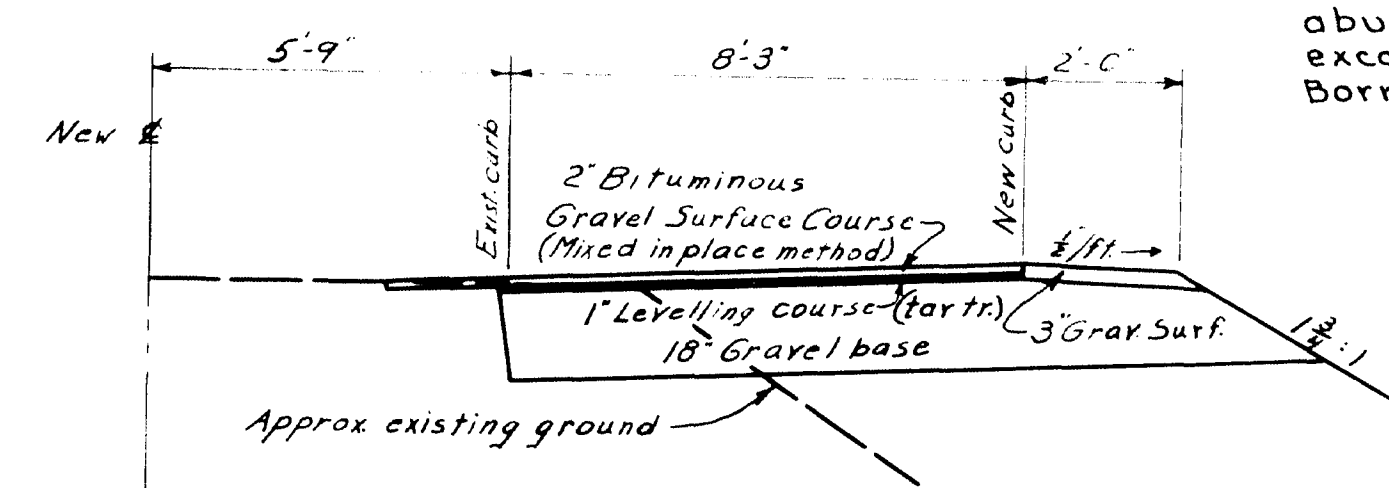 5'-9"
8'-3"
2'-0"
abu
exca
Borr
New ℄
Exist. curb
New curb
2" Bituminous
Gravel Surface Course
(Mixed in place method)
½"/ft.
1" Levelling course (tar tr.)
3" Grav. Surf.
18" Gravel base
1 ¾ : 1
Approx. existing ground